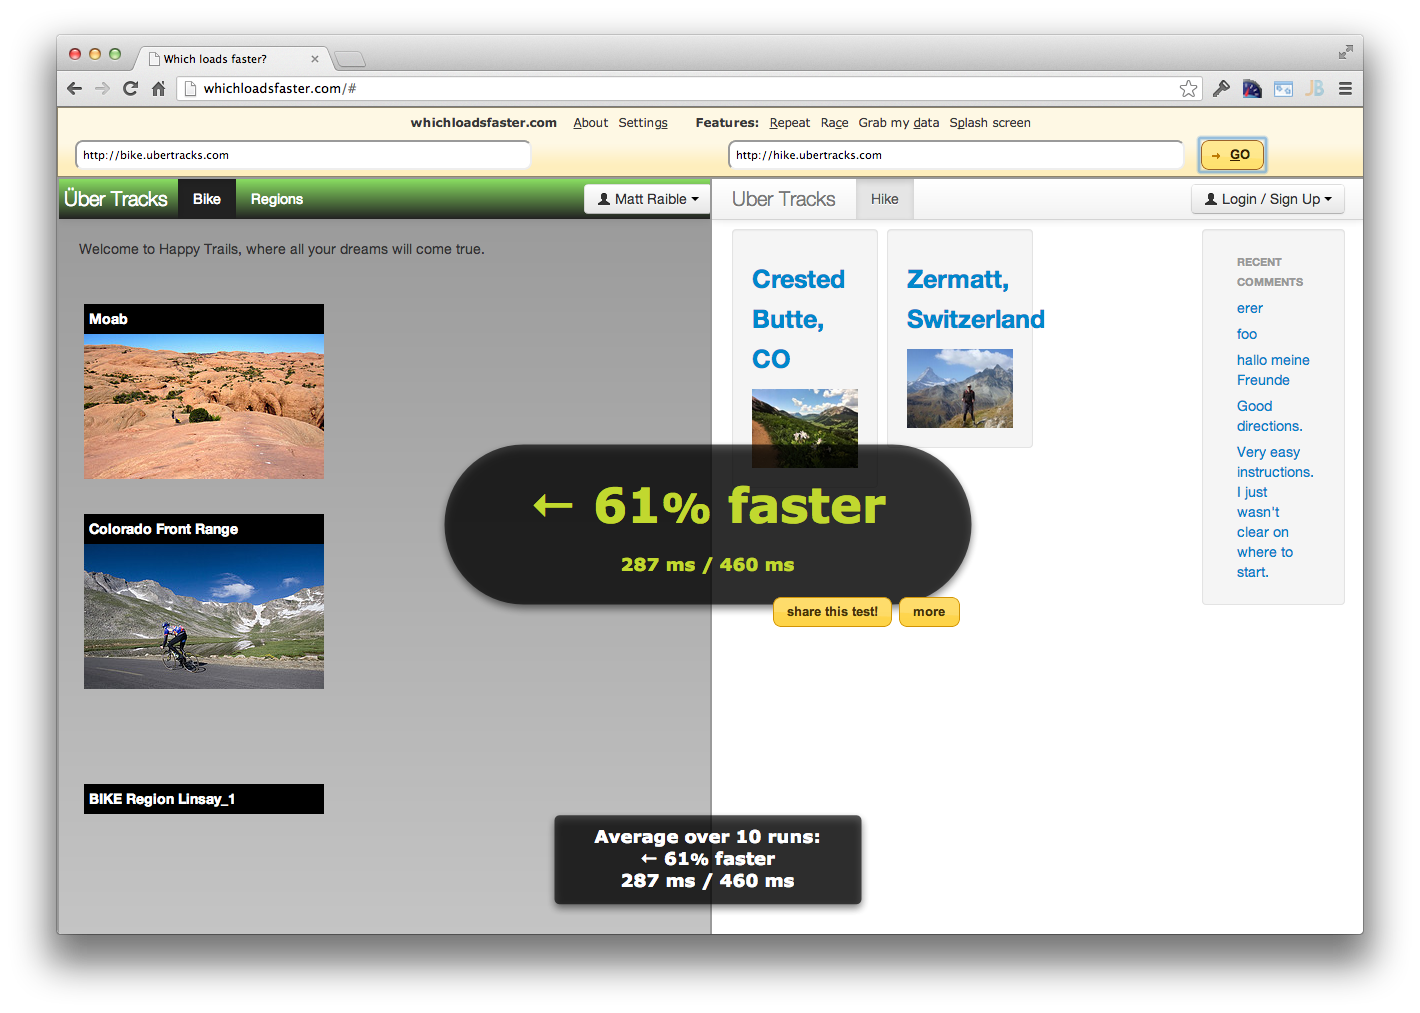 Which loads faster?
whichloadsfaster.com/#
JB
whichloadsfaster.com About Settings Features: Repeat Race Grab my data Splash screen
http://bike.ubertracks.com
http://hike.ubertracks.com
→ GO
Über Tracks Bike Regions Matt Raible
Über Tracks Hike Login / Sign Up
Welcome to Happy Trails, where all your dreams will come true.
Moab
Colorado Front Range
BIKE Region Linsay_1
Crested
Butte,
CO
Zermatt,
Switzerland
RECENT
COMMENTS
erer
foo
hallo meine
Freunde
Good
directions.
Very easy
instructions.
I just
wasn't
clear on
where to
start.
← 61% faster
287 ms / 460 ms
share this test! more
Average over 10 runs:
← 61% faster
287 ms / 460 ms